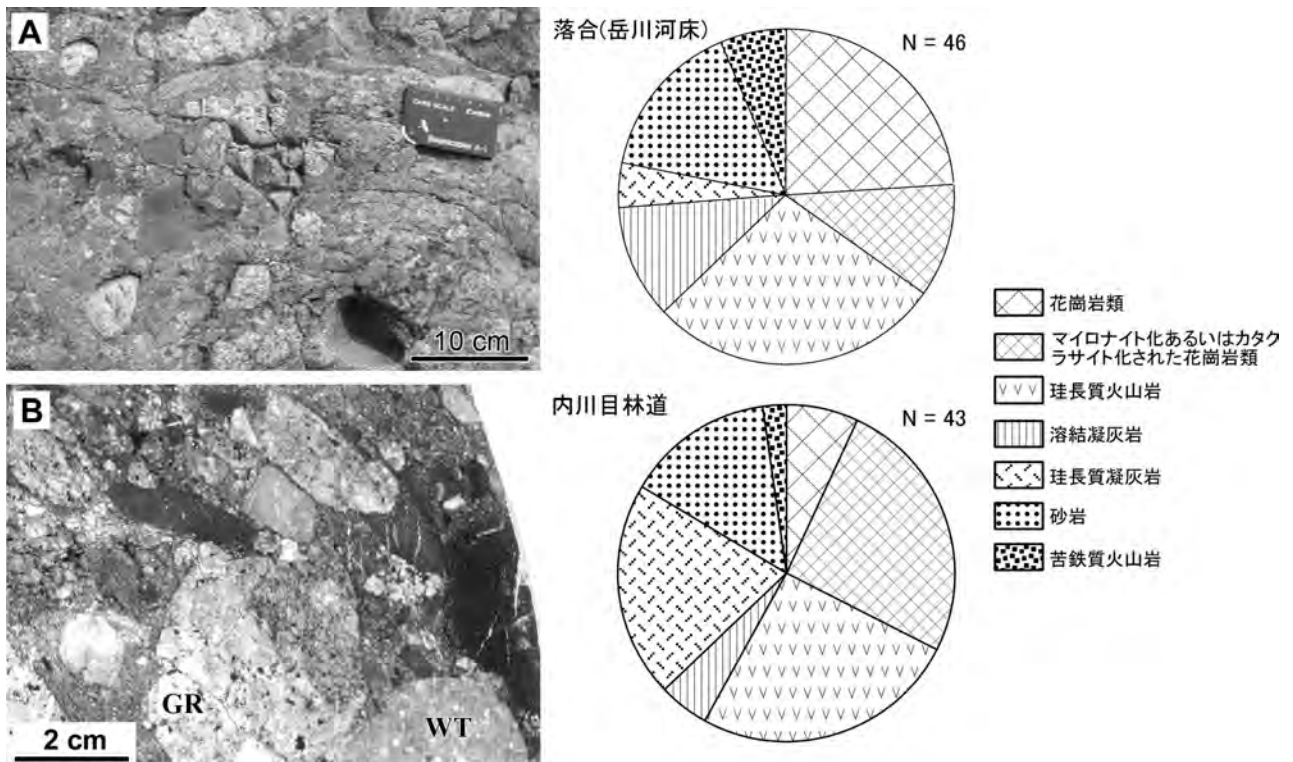 A
10 cm
B
GR
WT
2 cm
落合(岳川河床)
N = 46
内川目林道
N = 43
花崗岩類
マイロナイト化あるいはカタク
ラサイト化された花崗岩類
珪長質火山岩
溶結凝灰岩
珪長質凝灰岩
砂岩
苦鉄質火山岩